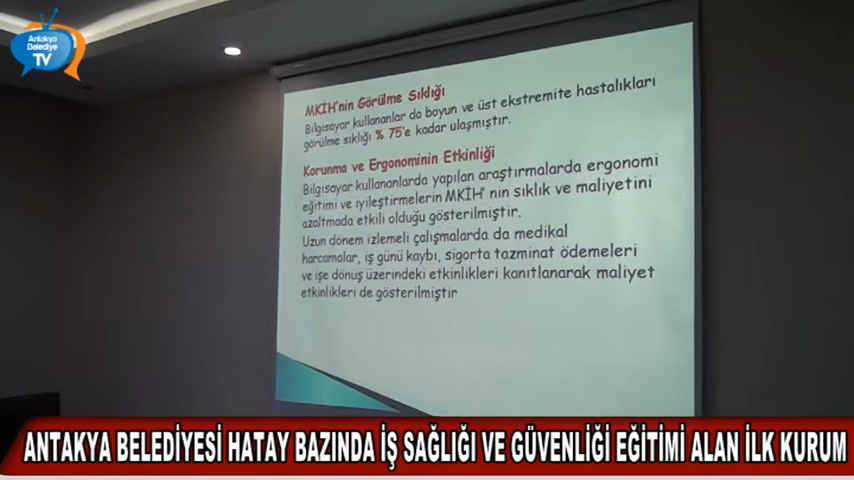 Antakya
Belediye
TV
MKİH'nin Görülme Sıklığı
Bilgisayar kullananlar da boyun ve üst ekstremite hastalıkları
görülme sıklığı % 75'e kadar ulaşmıştır.
Korunma ve Ergonominin Etkinliği
Bilgisayar kullananlarda yapılan araştırmalarda ergonomi
eğitimi ve iyileştirmelerin MKİH' nin sıklık ve maliyetini
azaltmada etkili olduğu gösterilmiştir.
Uzun dönem izlemeli çalışmalarda da medikal
harcamalar, iş günü kaybı, sigorta tazminat ödemeleri
ve işe dönüş üzerindeki etkinlikleri kanıtlanarak maliyet
etkinlikleri de gösterilmiştir
ANTAKYA BELEDİYESİ HATAY BAZINDA İŞ SAĞLIĞI VE GÜVENLİĞİ EĞİTİMİ ALAN İLK KURUM